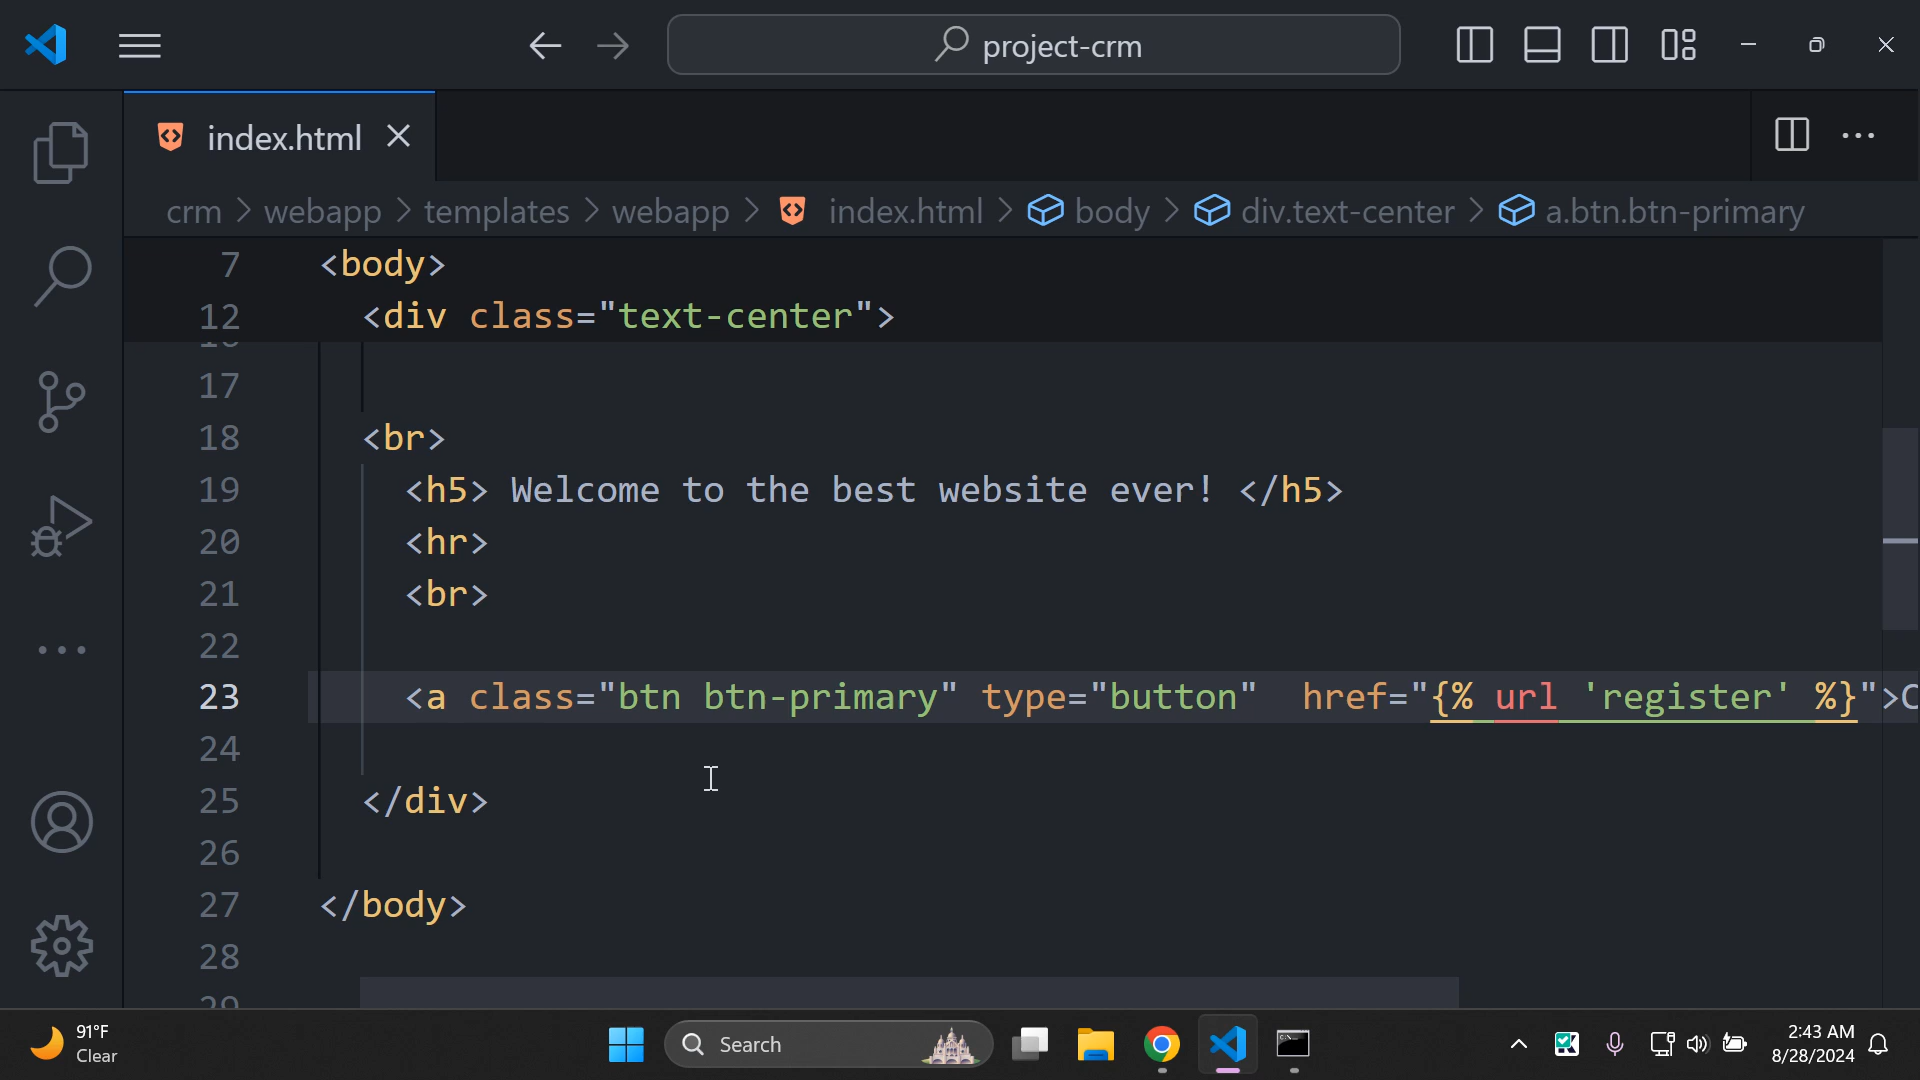 project-crm
index.html
crm > webapp > templates > webapp > index.html > body > div.text-center > a.btn.btn-primary
7 <body>
12 <div class="text-center">
17
18 <br>
19 <h5> Welcome to the best website ever! </h5>
20 <hr>
21 <br>
22
23 <a class="btn btn-primary" type="button"  href="{% url 'register' %}">C
24
25 </div>
26
27 </body>
28
29
91°F
Clear
Search
2:43 AM
8/28/2024